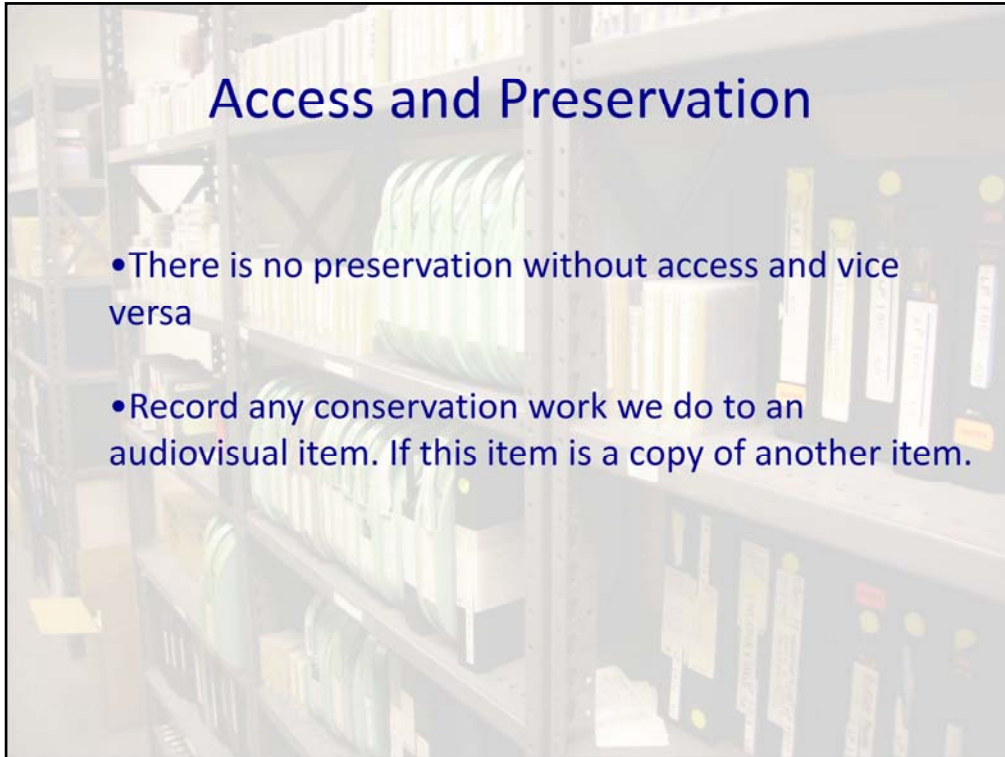 Access and Preservation
•There is no preservation without access and vice
versa
•Record any conservation work we do to an
audiovisual item. If this item is a copy of another item.